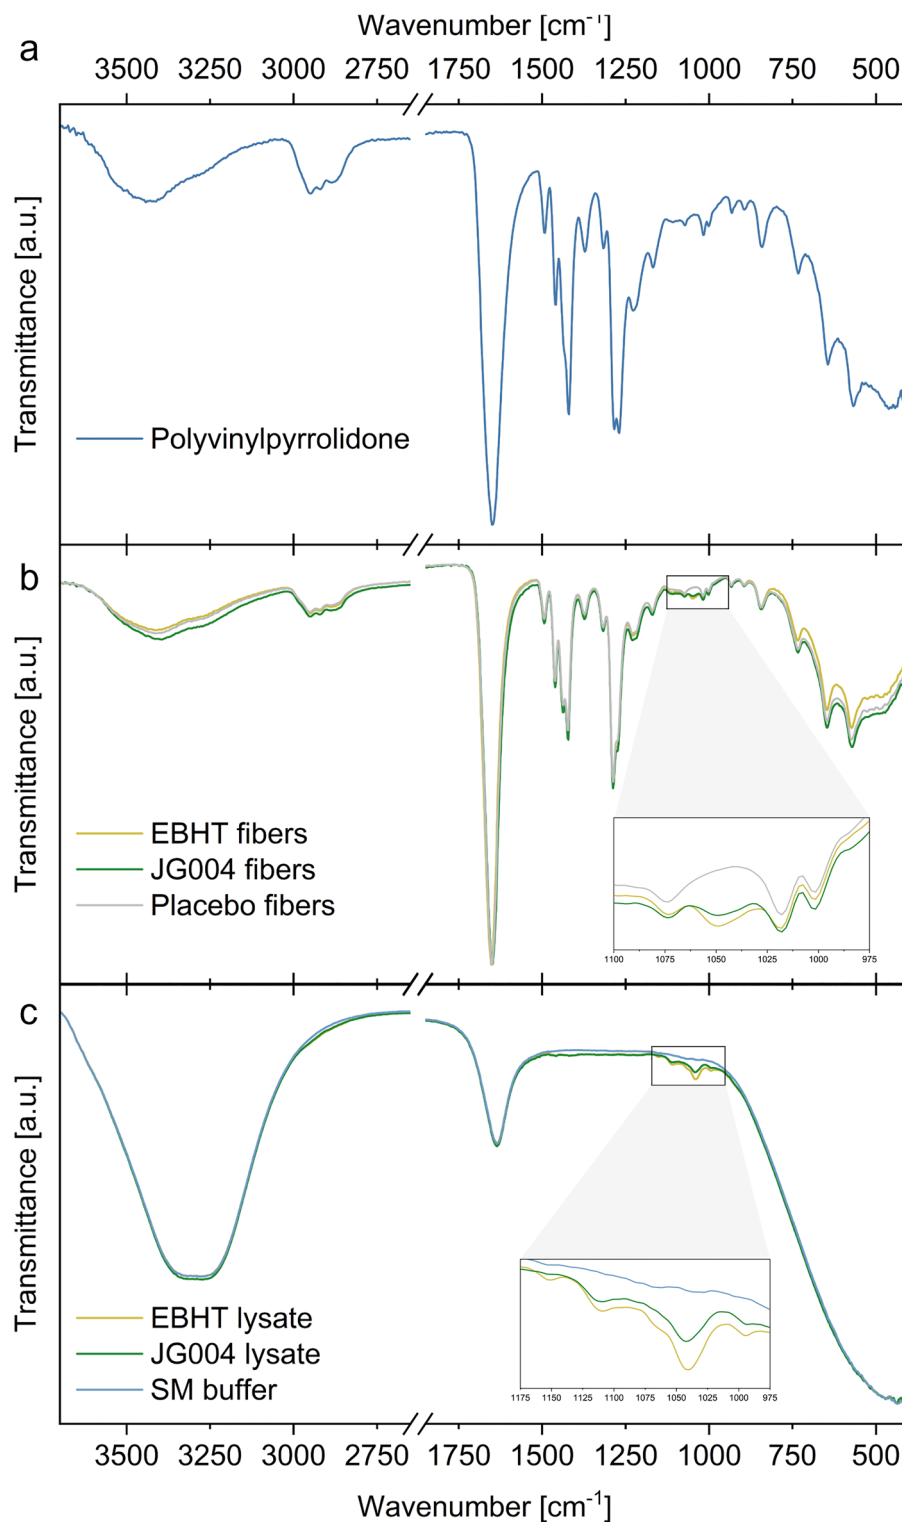 Wavenumber [cm⁻¹]
a
3500 3250 3000 2750 1750 1500 1250 1000 750 500
Transmittance [a.u.]
Polyvinylpyrrolidone
b
Transmittance [a.u.]
EBHT fibers
JG004 fibers
Placebo fibers
1100 1075 1050 1025 1000 975
c
Transmittance [a.u.]
EBHT lysate
JG004 lysate
SM buffer
1175 1150 1125 1100 1075 1050 1025 1000 975
3500 3250 3000 2750 1750 1500 1250 1000 750 500
Wavenumber [cm⁻¹]